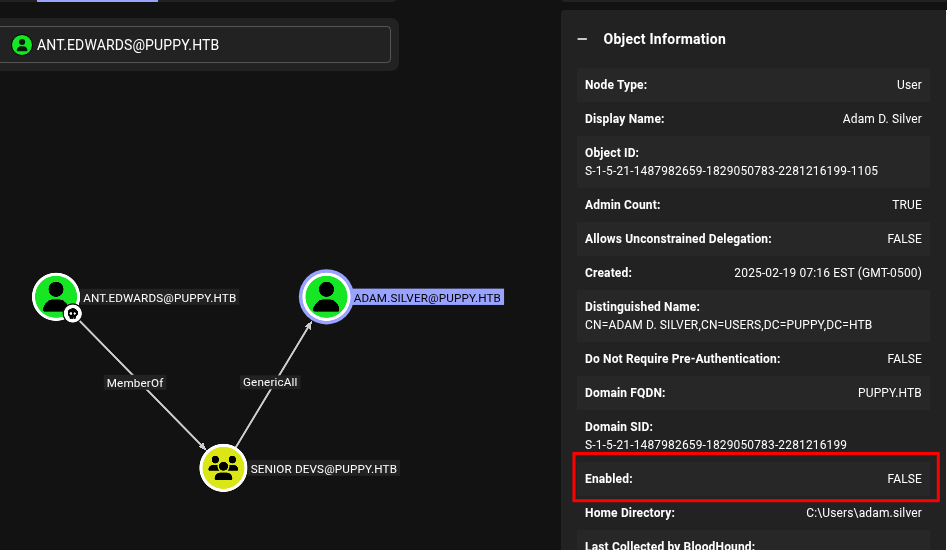 ANT.EDWARDS@PUPPY.HTB
ANT.EDWARDS@PUPPY.HTB
ADAM.SILVER@PUPPY.HTB
MemberOf
GenericAll
SENIOR DEVS@PUPPY.HTB
Object Information
Node Type: User
Display Name: Adam D. Silver
Object ID:
S-1-5-21-1487982659-1829050783-2281216199-1105
Admin Count: TRUE
Allows Unconstrained Delegation: FALSE
Created: 2025-02-19 07:16 EST (GMT-0500)
Distinguished Name:
CN=ADAM D. SILVER,CN=USERS,DC=PUPPY,DC=HTB
Do Not Require Pre-Authentication: FALSE
Domain FQDN: PUPPY.HTB
Domain SID:
S-1-5-21-1487982659-1829050783-2281216199
Enabled: FALSE
Home Directory: C:\Users\adam.silver
Last Collected by BloodHound: